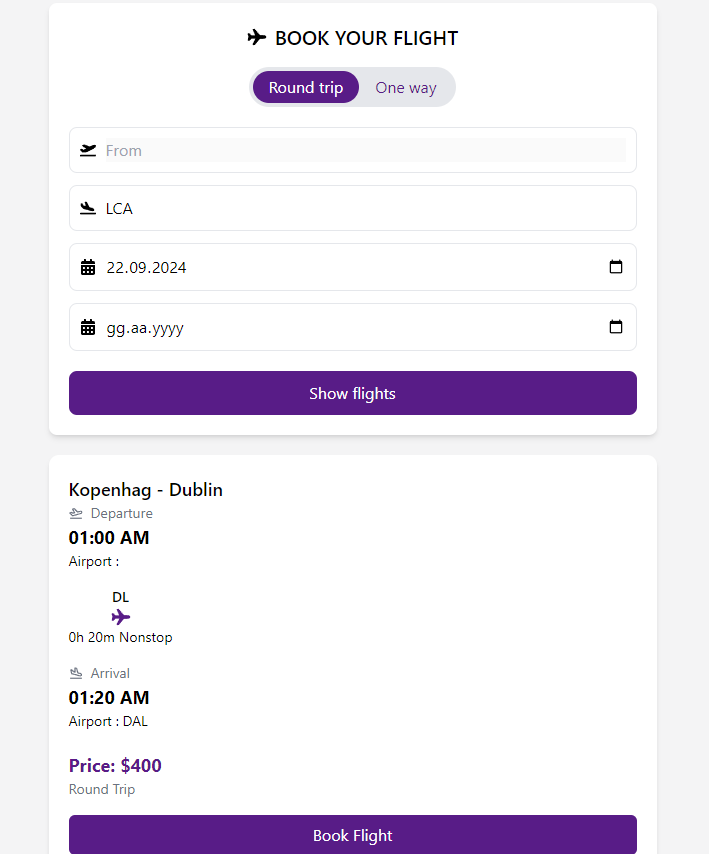 BOOK YOUR FLIGHT
Round trip One way
From
LCA
22.09.2024
gg.aa.yyyy
Show flights
Kopenhag - Dublin
Departure
01:00 AM
Airport :
DL
0h 20m Nonstop
Arrival
01:20 AM
Airport : DAL
Price: $400
Round Trip
Book Flight